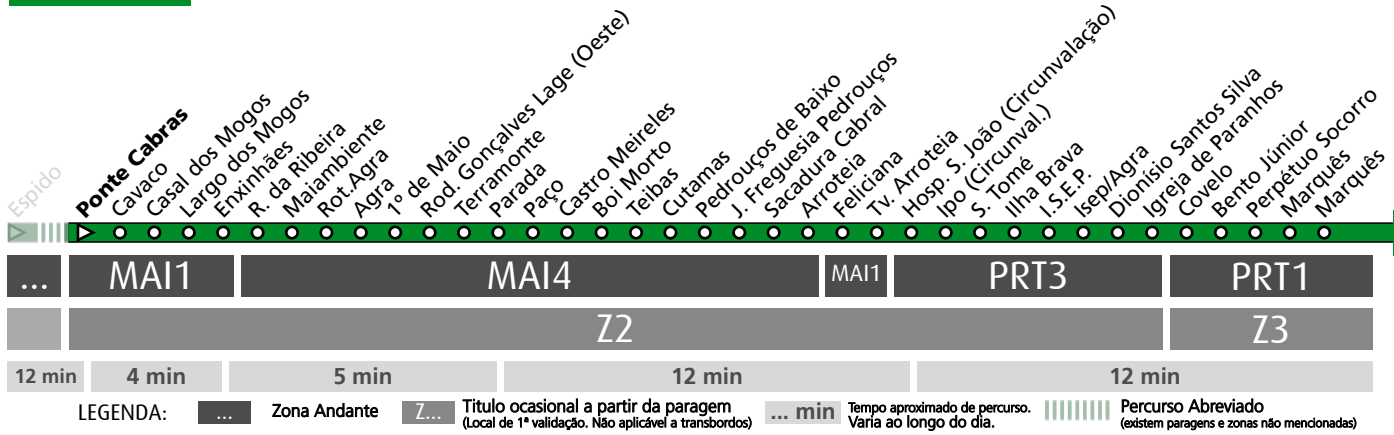 Espido
Ponte Cabras
Cavaco
Casal dos Mogos
Largo dos Mogos
Enxinhães
R. da Ribeira
Maiambiente
Rot.Agra
Agra
1º de Maio
Rod. Gonçalves Lage (Oeste)
Terramonte
Parada
Paço
Castro Meireles
Boi Morto
Teibas
Cutamas
Pedrouços de Baixo
J. Freguesia Pedrouços
Sacadura Cabral
Arroteia
Feliciana
Tv. Arroteia
Hosp. S. João (Circunvalação)
Ipo (Circunval.)
S. Tomé
Ilha Brava
I.S.E.P.
Isep/Agra
Dionísio Santos Silva
Igreja de Paranhos
Covelo
Bento Júnior
Perpétuo Socorro
Marquês
Marquês
... MAI1 MAI4 MAI1 PRT3 PRT1
Z2 Z3
12 min 4 min 5 min 12 min 12 min
LEGENDA: ... Zona Andante Z... Titulo ocasional a partir da paragem ... min Tempo aproximado de percurso. Percurso Abreviado
(Local de 1ª validação. Não aplicável a transbordos) Varia ao longo do dia. (existem paragens e zonas não mencionadas)